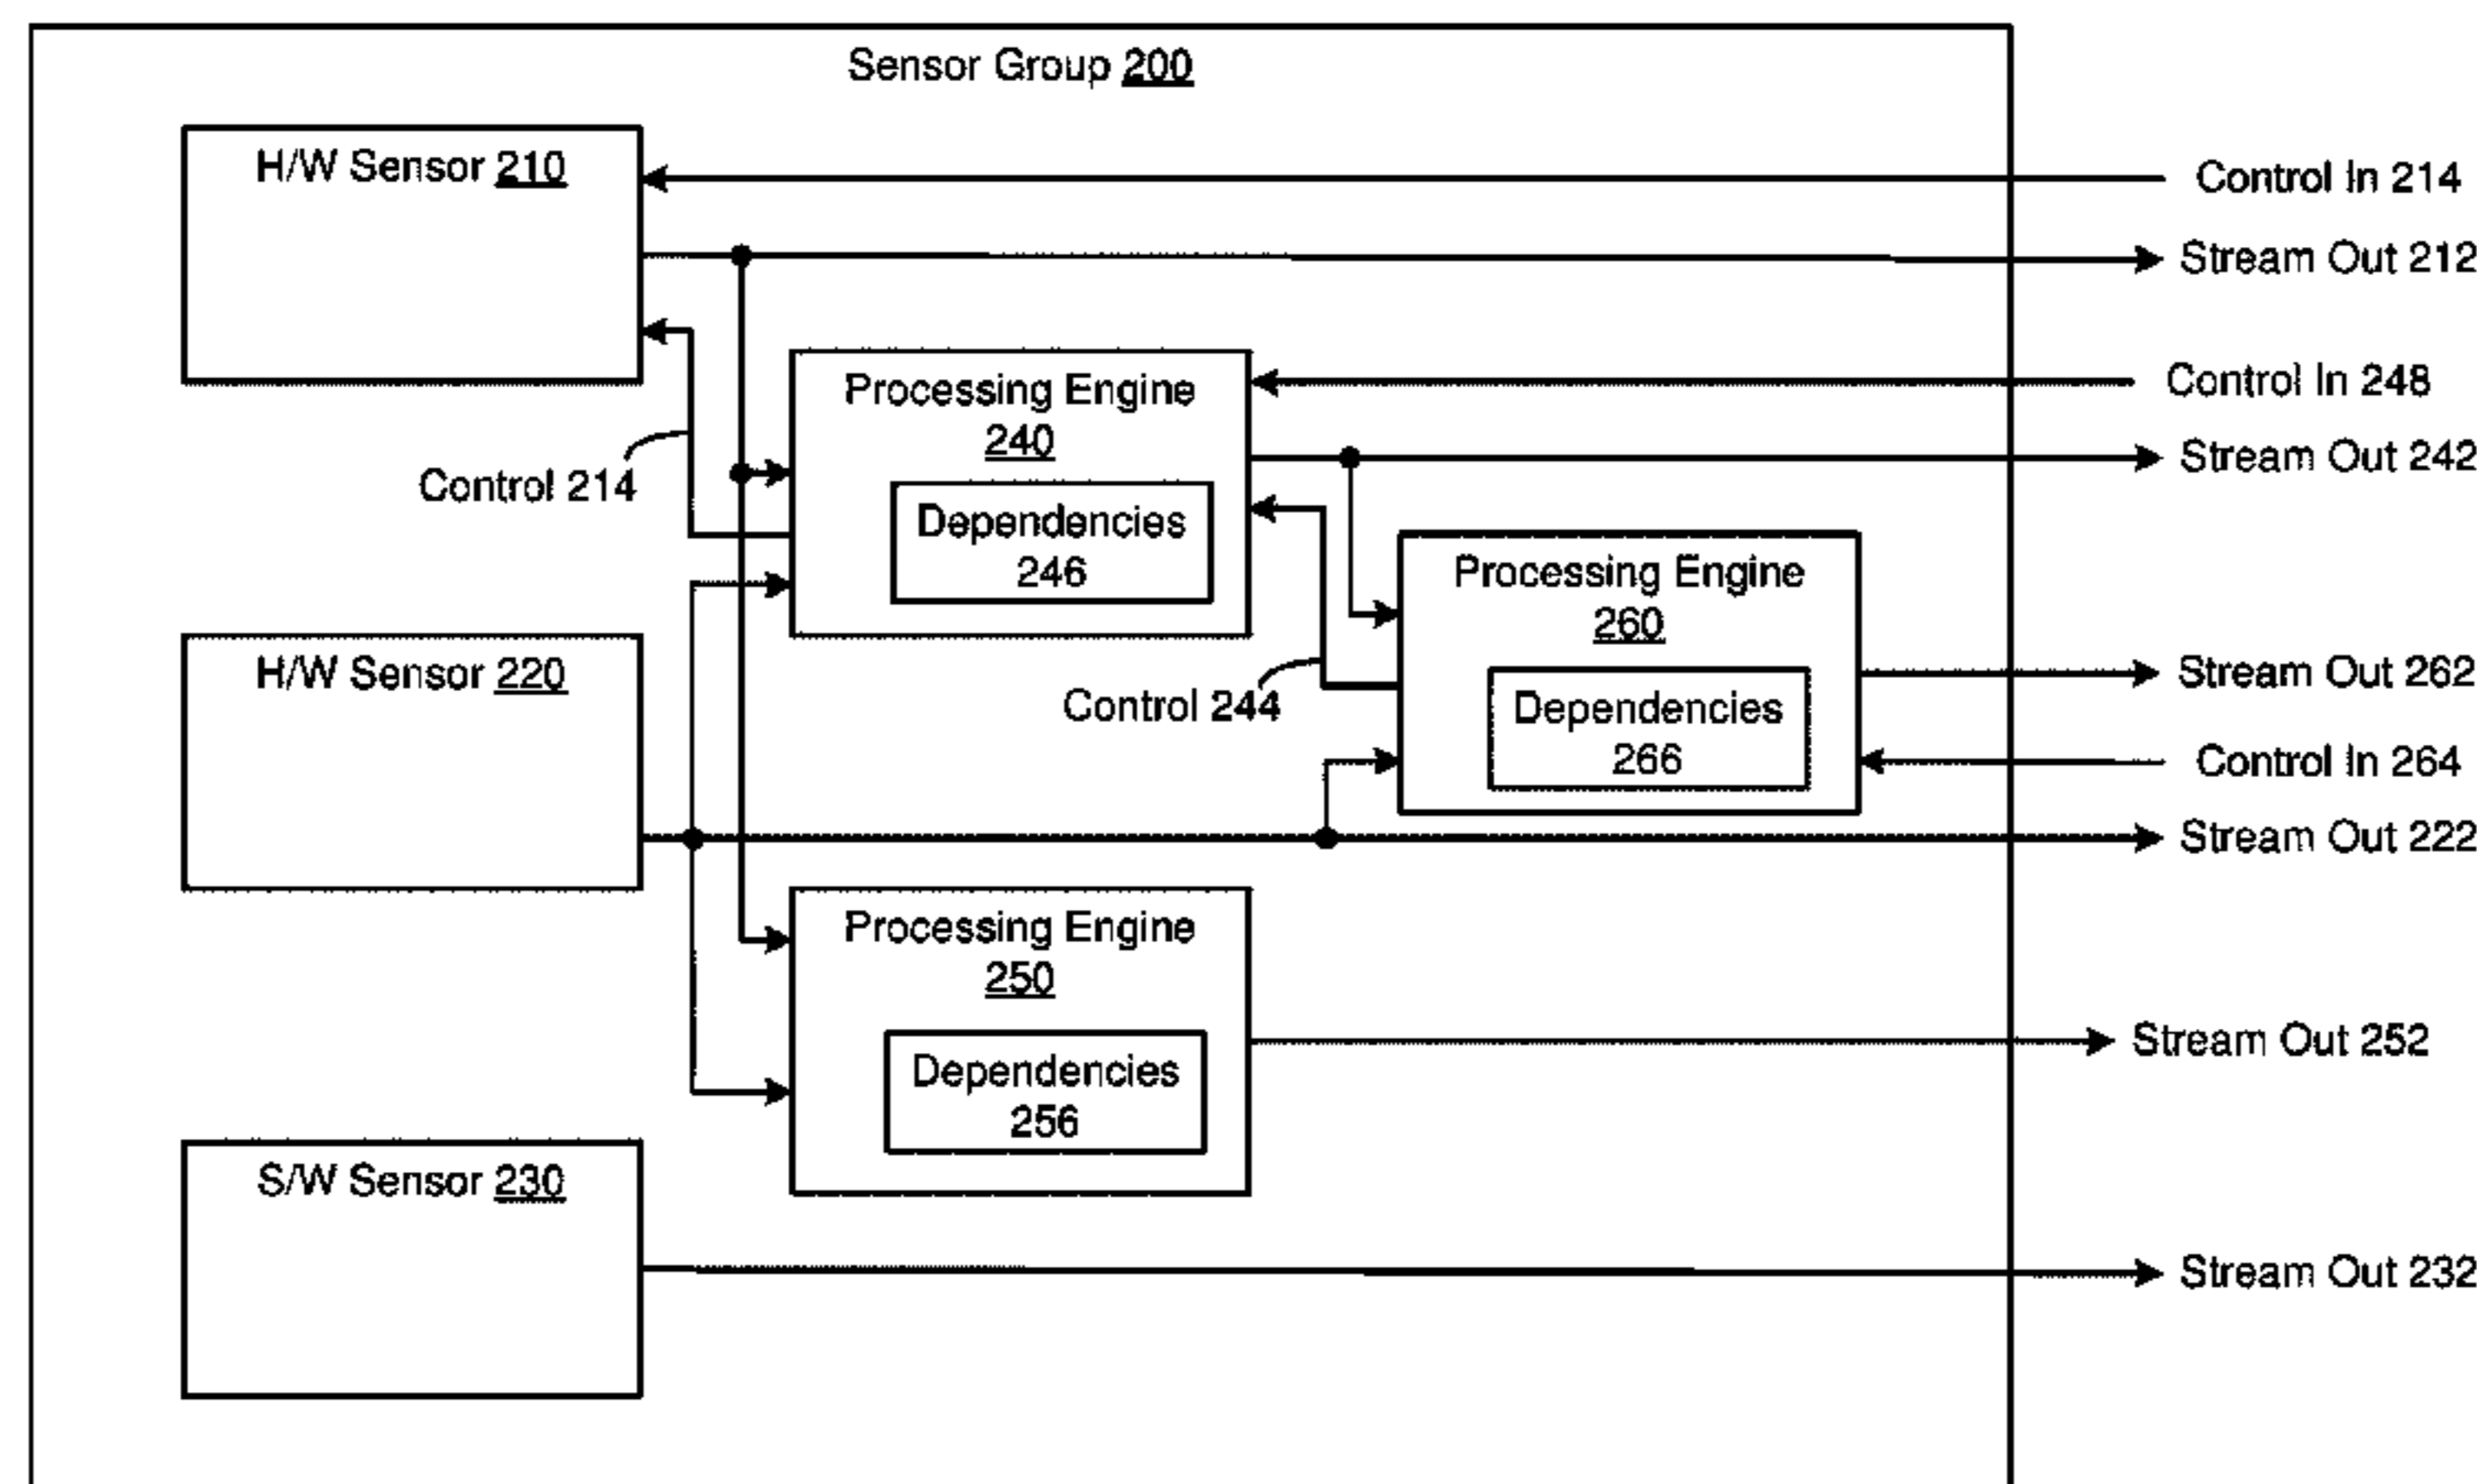 Sensor Group 200
H/W Sensor 210
Control In 214
Stream Out 212
Processing Engine
240
Control In 248
Stream Out 242
Control 214
Dependencies
246
Processing Engine
260
H/W Sensor 220
Stream Out 262
Control 244
Dependencies
266
Control In 264
Stream Out 222
Processing Engine
250
Stream Out 252
Dependencies
256
S/W Sensor 230
Stream Out 232